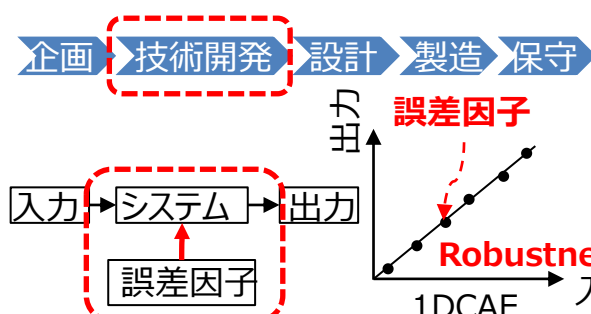 企画 技術開発 設計 製造 保守
出力
誤差因子
入力 システム 出力
誤差因子
Robustne
1DCAE